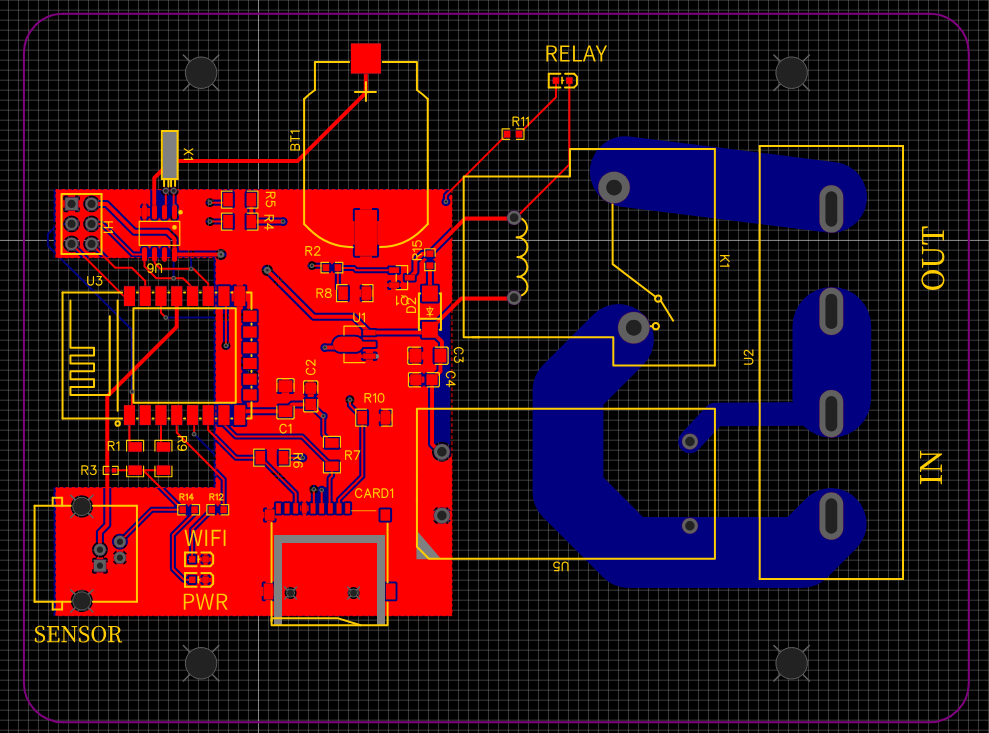 RELAY
R11
X1
BT1
R5
R4
H1
U6
R2
R15
K1
OUT
U3
R8
Q1
D2
U1
U2
C3
C2
C4
R10
C1
R1
R9
R7
R3
R6
IN
CARD1
R14
R12
WIFI
U5
PWR
SENSOR